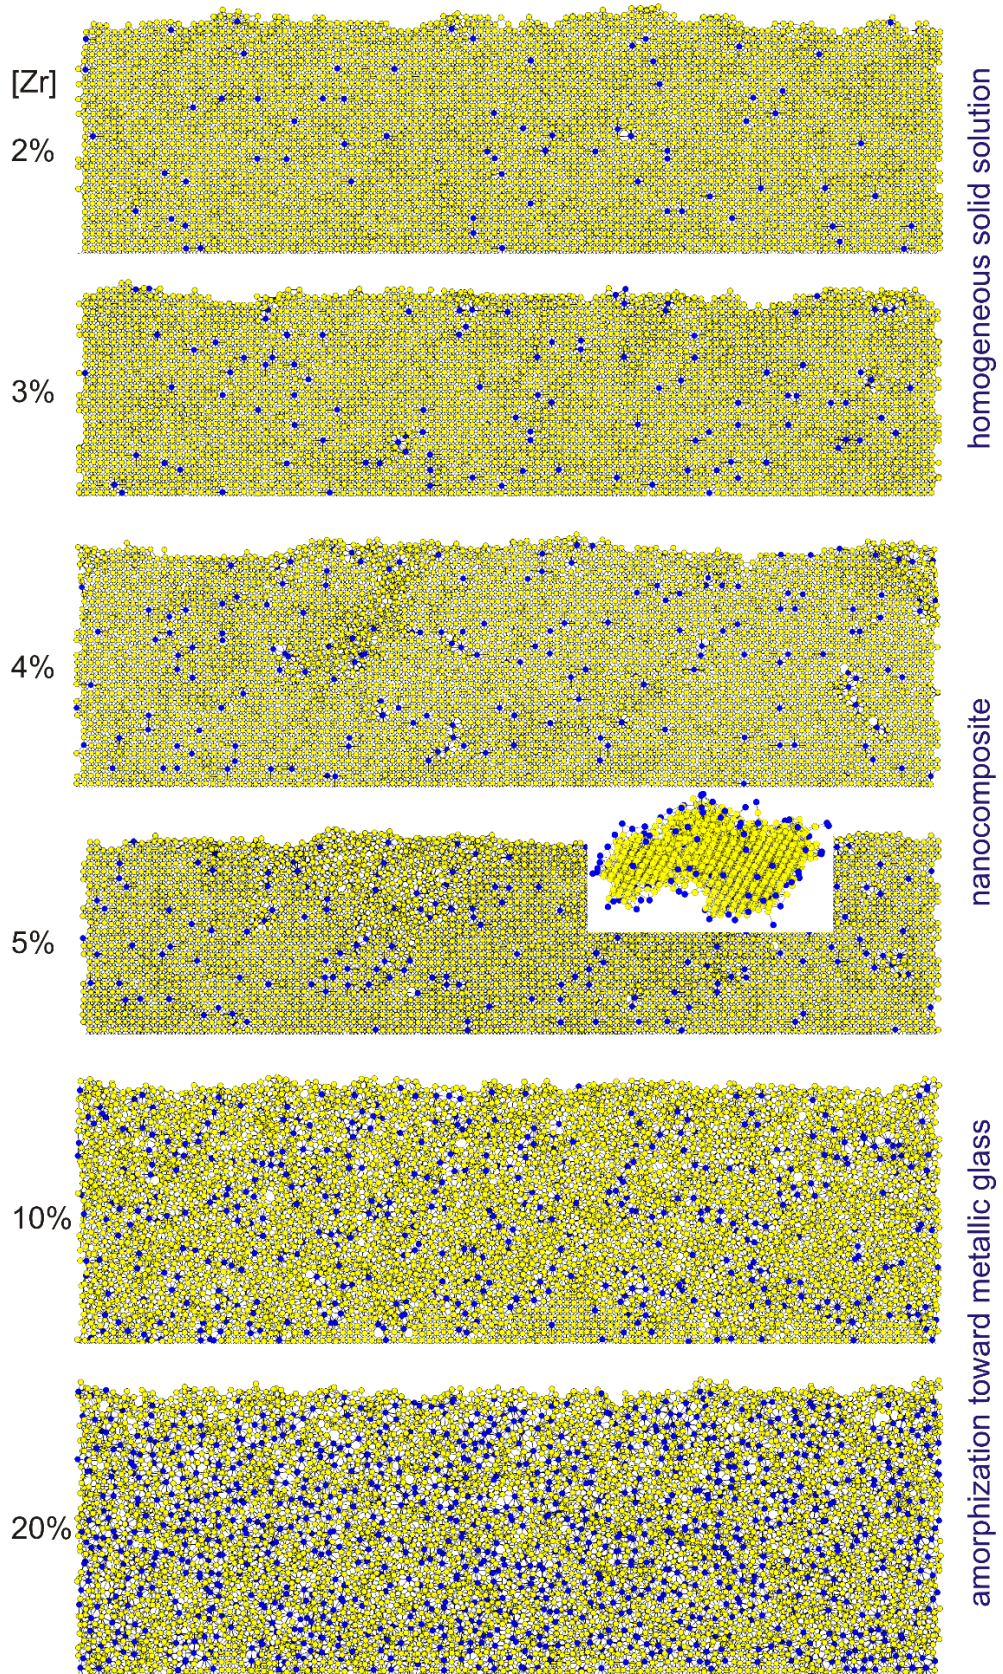 [Zr]
2%
homogeneous solid solution
3%
4%
nanocomposite
5%
10%
amorphization toward metallic glass
20%